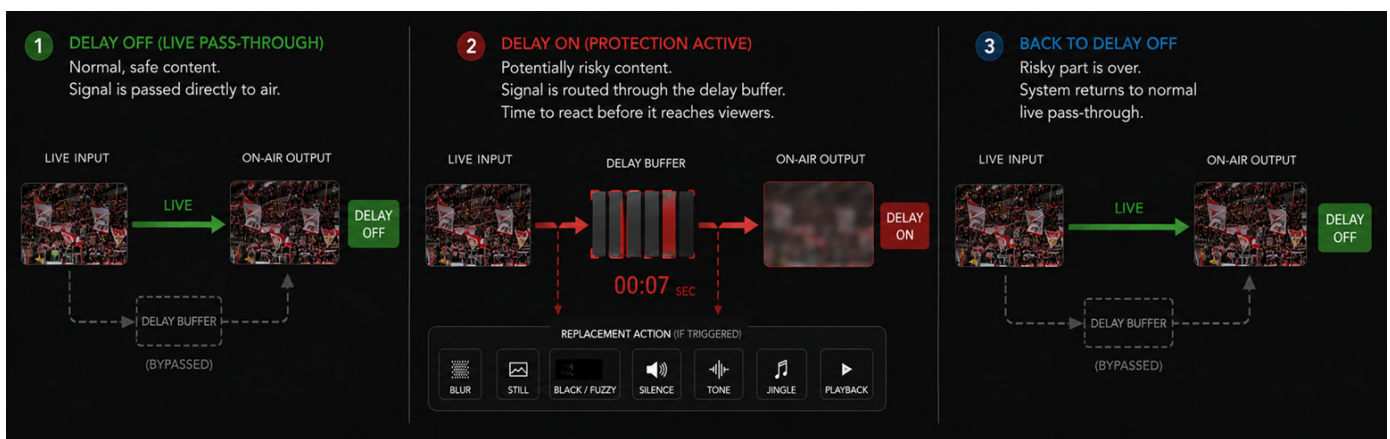 1
DELAY OFF (LIVE PASS-THROUGH)
Normal, safe content.
Signal is passed directly to air.
LIVE INPUT
ON-AIR OUTPUT
LIVE
DELAY
OFF
DELAY BUFFER
(BYPASSED)
2
DELAY ON (PROTECTION ACTIVE)
Potentially risky content.
Signal is routed through the delay buffer.
Time to react before it reaches viewers.
LIVE INPUT
DELAY BUFFER
ON-AIR OUTPUT
DELAY
ON
00:07 SEC
REPLACEMENT ACTION (IF TRIGGERED)
BLUR
STILL
BLACK / FUZZY
SILENCE
TONE
JINGLE
PLAYBACK
3
BACK TO DELAY OFF
Risky part is over.
System returns to normal
live pass-through.
LIVE INPUT
ON-AIR OUTPUT
LIVE
DELAY
OFF
DELAY BUFFER
(BYPASSED)